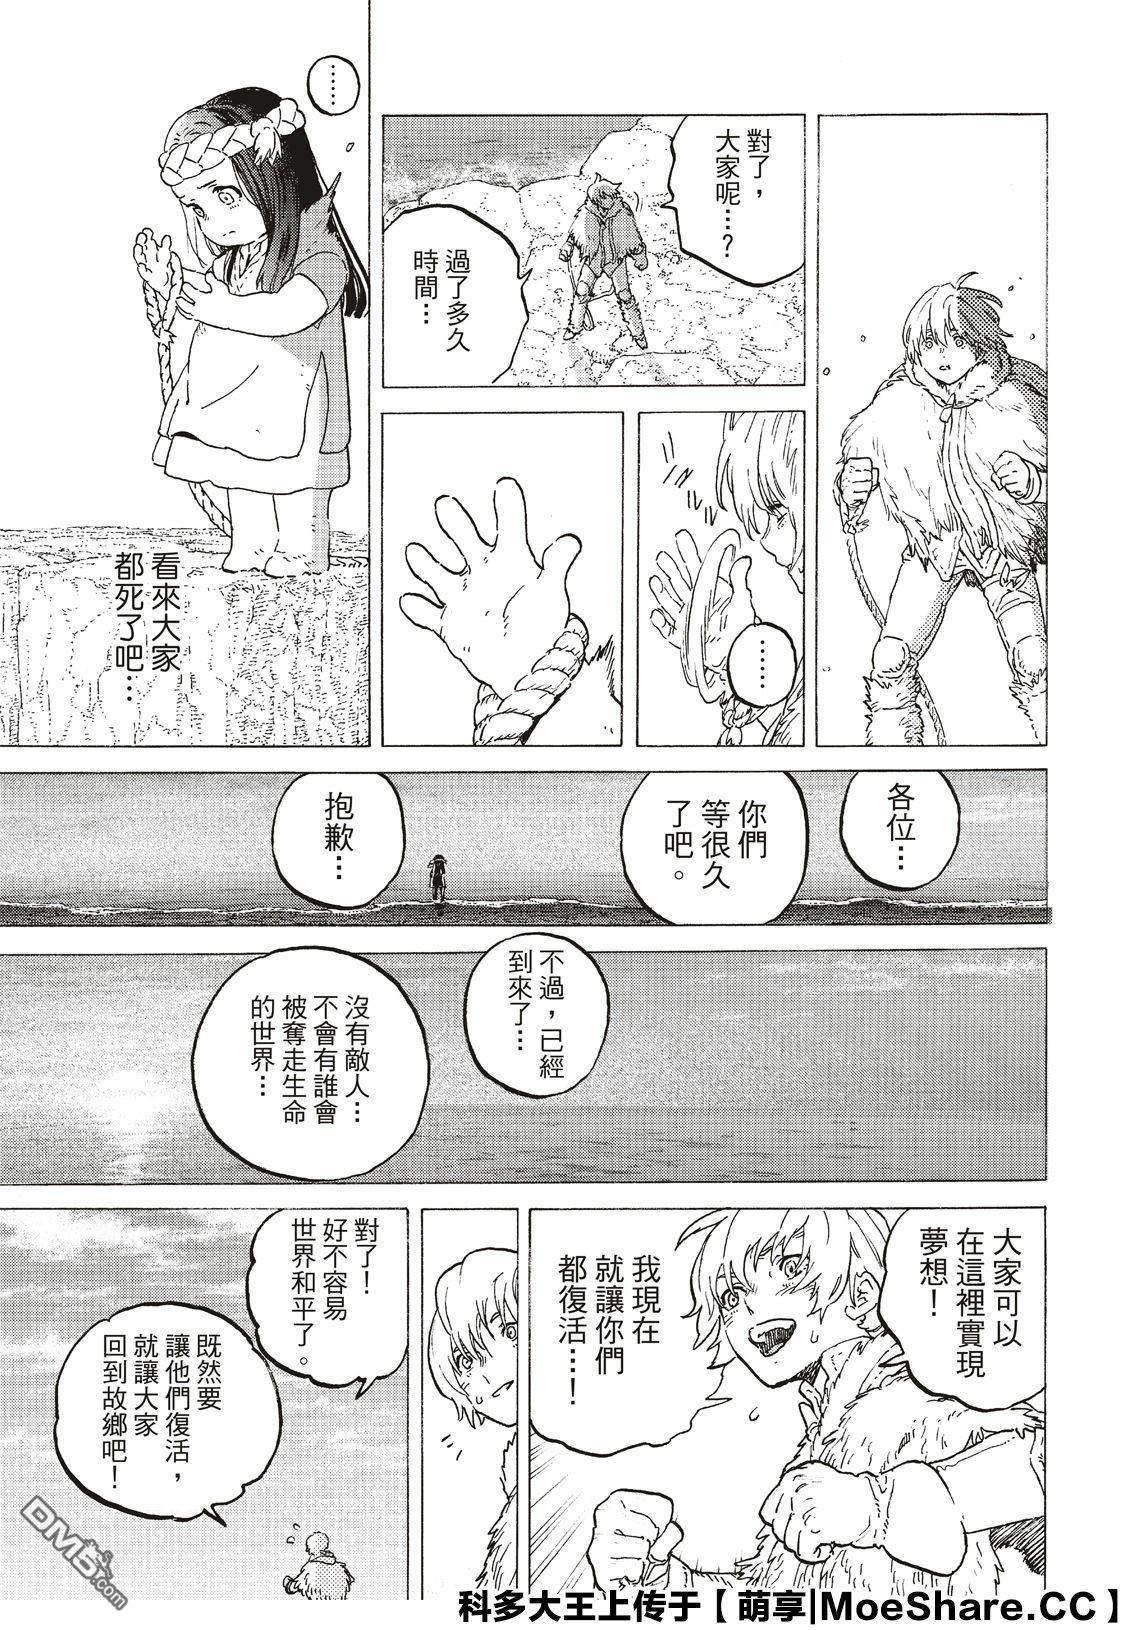 對了，
大家呢…？
過了多久
時間…
……
……
看來大家
都死了吧…
各位…
你們
等很久
了吧。
抱歉…
不過，已經
到來了…
沒有敵人…
不會有誰會
被奪走生命
的世界…
大家可以
在這裡實現
夢想！
我現在
就讓你們
都復活…！
對了！
好不容易
世界和平了。
既然要
讓他們復活，
就讓大家
回到故鄉吧！
DM5.com
科多大王上传于【萌享|MoeShare.CC】